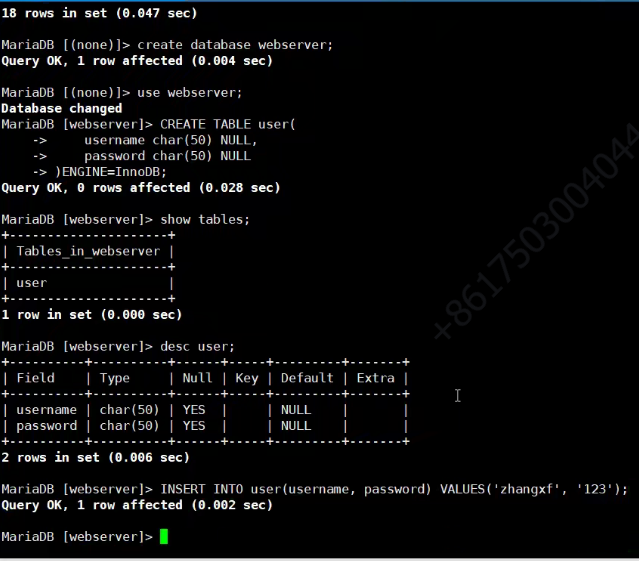 18 rows in set (0.047 sec)
MariaDB [(none)]> create database webserver;
Query OK, 1 row affected (0.004 sec)
MariaDB [(none)]> use webserver;
Database changed
MariaDB [webserver]> CREATE TABLE user(
    ->     username char(50) NULL,
    ->     password char(50) NULL
    -> )ENGINE=InnoDB;
Query OK, 0 rows affected (0.028 sec)
MariaDB [webserver]> show tables;
+---------------------+
| Tables_in_webserver |
+---------------------+
| user                |
+---------------------+
1 row in set (0.000 sec)
MariaDB [webserver]> desc user;
+----------+----------+------+-----+---------+-------+
| Field    | Type     | Null | Key | Default | Extra |
+----------+----------+------+-----+---------+-------+
| username | char(50) | YES  |     | NULL    |       |
| password | char(50) | YES  |     | NULL    |       |
+----------+----------+------+-----+---------+-------+
2 rows in set (0.006 sec)
MariaDB [webserver]> INSERT INTO user(username, password) VALUES('zhangxf', '123');
Query OK, 1 row affected (0.002 sec)
MariaDB [webserver]>
+8617503004044